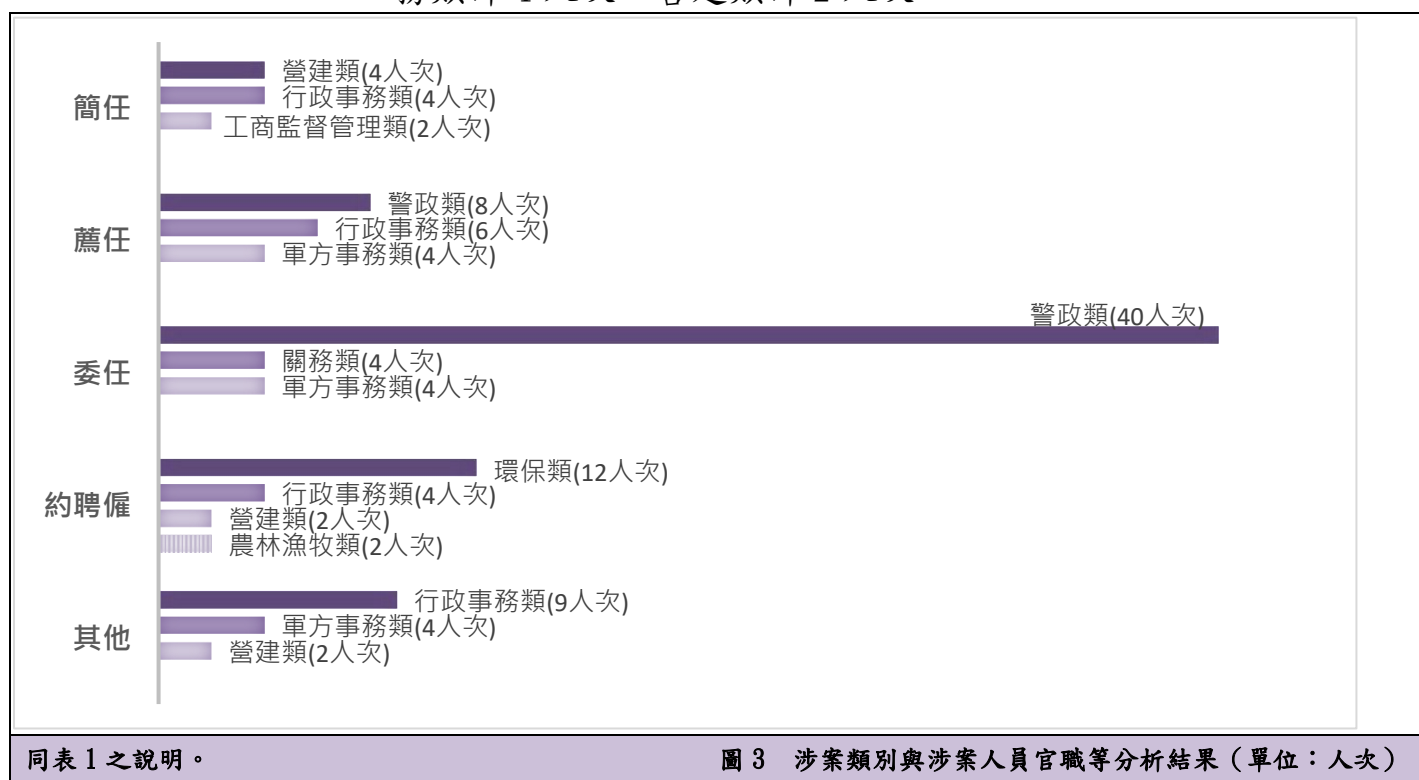 簡任
營建類(4人次)
行政事務類(4人次)
工商監督管理類(2人次)
薦任
警政類(8人次)
行政事務類(6人次)
軍方事務類(4人次)
委任
警政類(40人次)
關務類(4人次)
軍方事務類(4人次)
約聘僱
環保類(12人次)
行政事務類(4人次)
營建類(2人次)
農林漁牧類(2人次)
其他
行政事務類(9人次)
軍方事務類(4人次)
營建類(2人次)
同表1之說明。
圖3 涉案類別與涉案人員官職等分析結果（單位：人次）